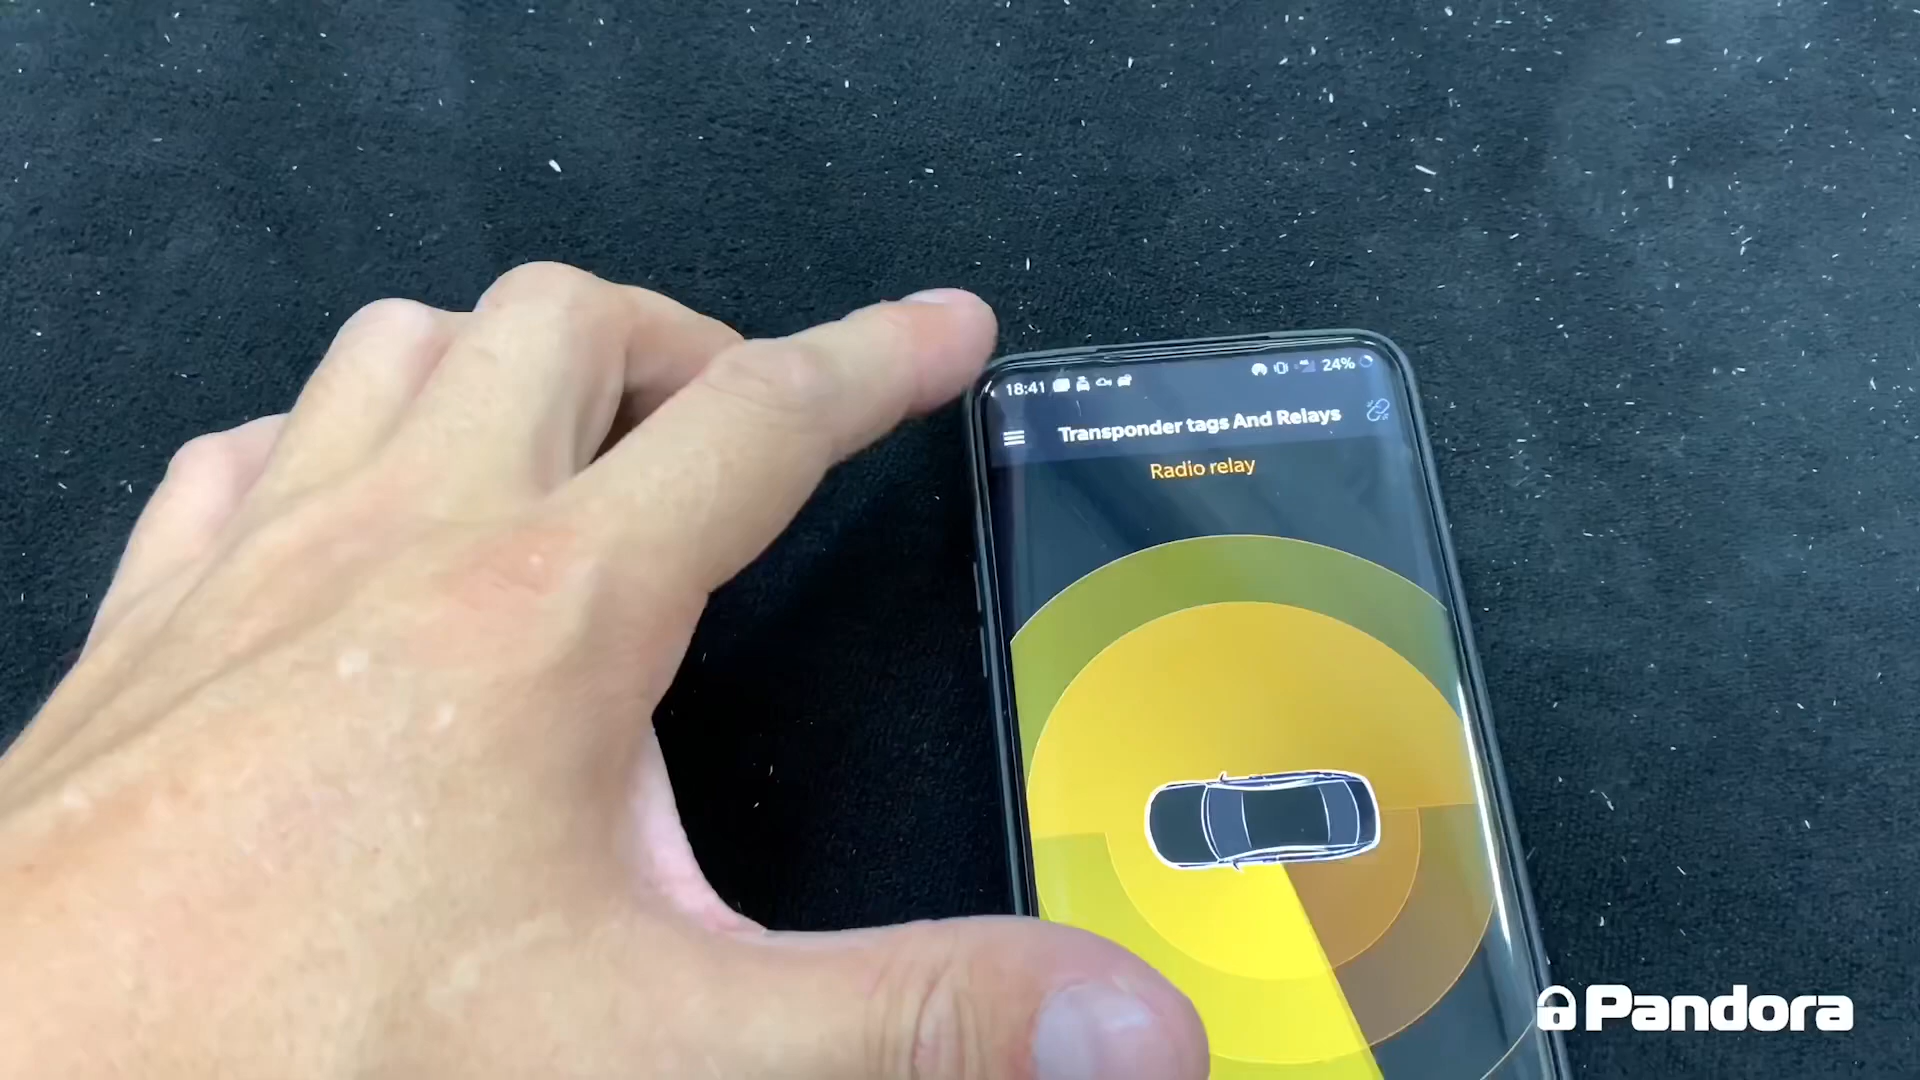 18:41
24%
Transponder tags And Relays
Radio relay
Pandora